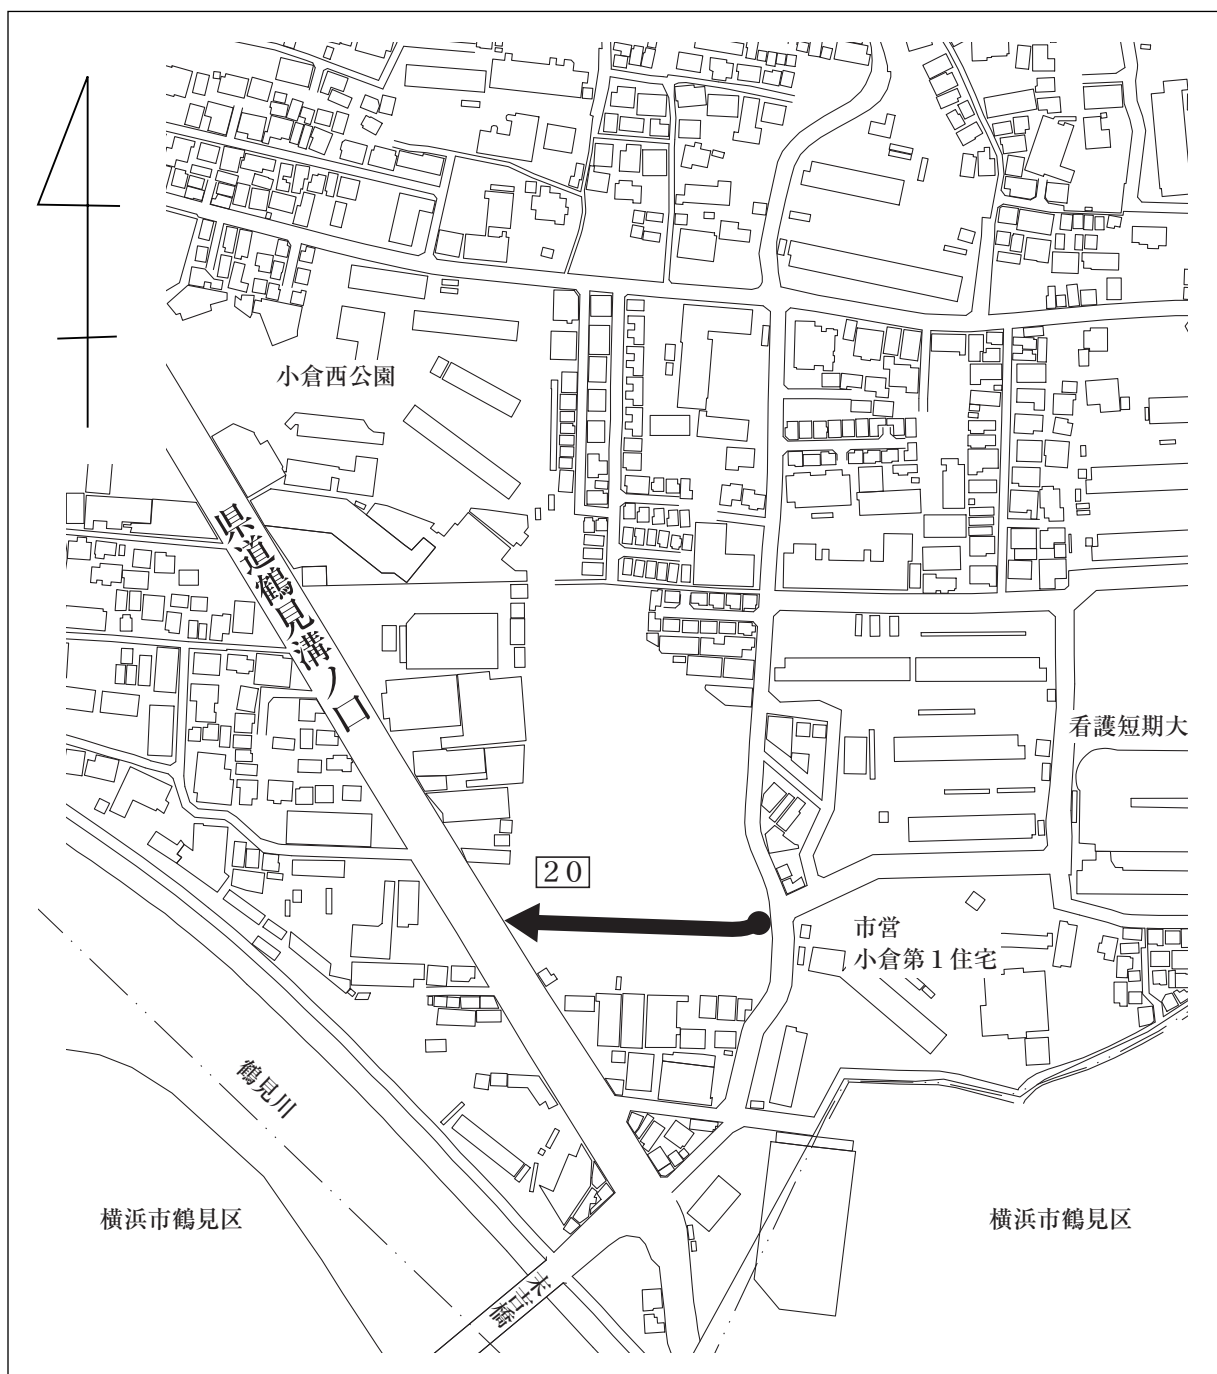 小倉西公園
県道鶴見溝ノ口
看護短期大
２０
市営
小倉第１住宅
鶴見川
横浜市鶴見区
横浜市鶴見区
末吉橋